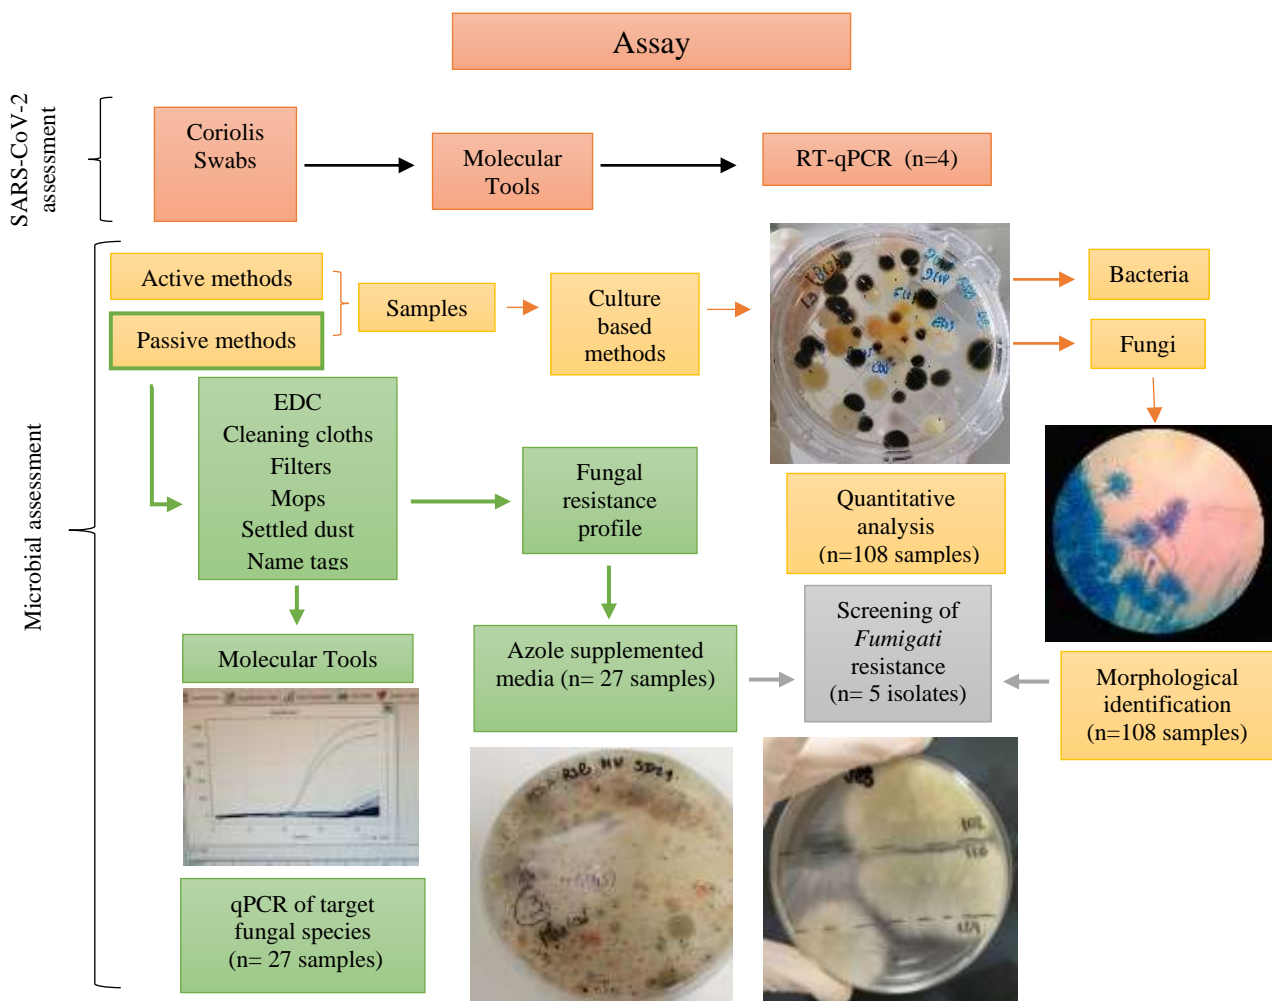 Assay
SARS-CoV-2
assessment
Coriolis
Swabs
Molecular
Tools
RT-qPCR (n=4)
Microbial assessment
Active methods
Passive methods
Samples
Culture
based
methods
Bacteria
Fungi
EDC
Cleaning cloths
Filters
Mops
Settled dust
Name tags
Fungal
resistance
profile
Quantitative
analysis
(n=108 samples)
Molecular Tools
Azole supplemented
media (n= 27 samples)
Screening of
Fumigati
resistance
(n= 5 isolates)
Morphological
identification
(n=108 samples)
qPCR of target
fungal species
(n= 27 samples)